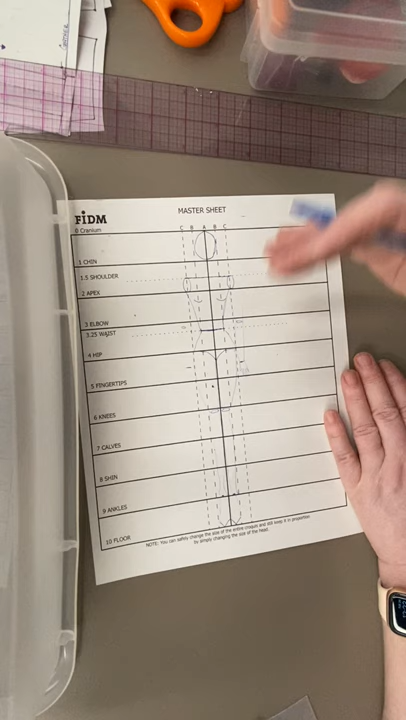 FIDM
MASTER SHEET
0 Cranium
C B A B C
1 CHIN
1.5 SHOULDER
2 APEX
3 ELBOW
3.25 WAIST
4 HIP
5 FINGERTIPS
6 KNEES
7 CALVES
8 SHIN
9 ANKLES
10 FLOOR
NOTE: You can safely change the size of the entire croquis and still keep it in proportion
by simply changing the size of the head.